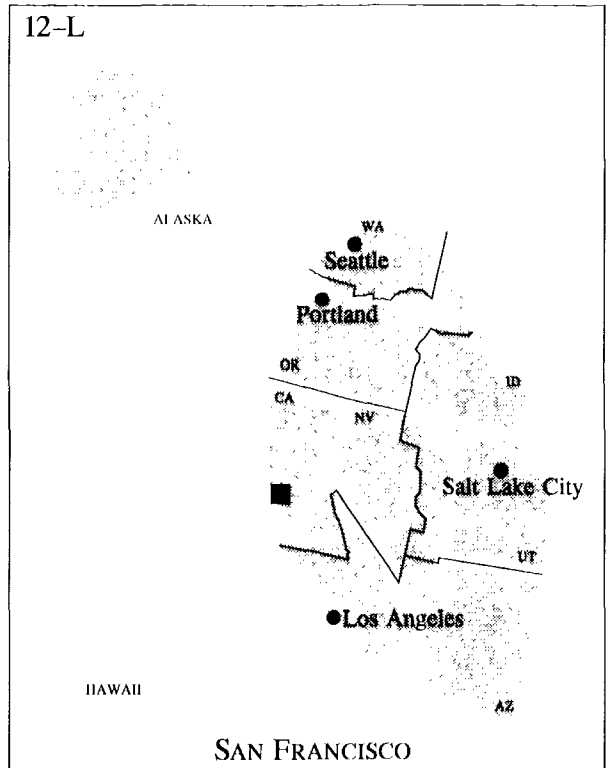 12-L
ALASKA
WA
Seattle
Portland
OR
ID
CA
NV
Salt Lake City
UT
Los Angeles
HAWAII
AZ
SAN FRANCISCO